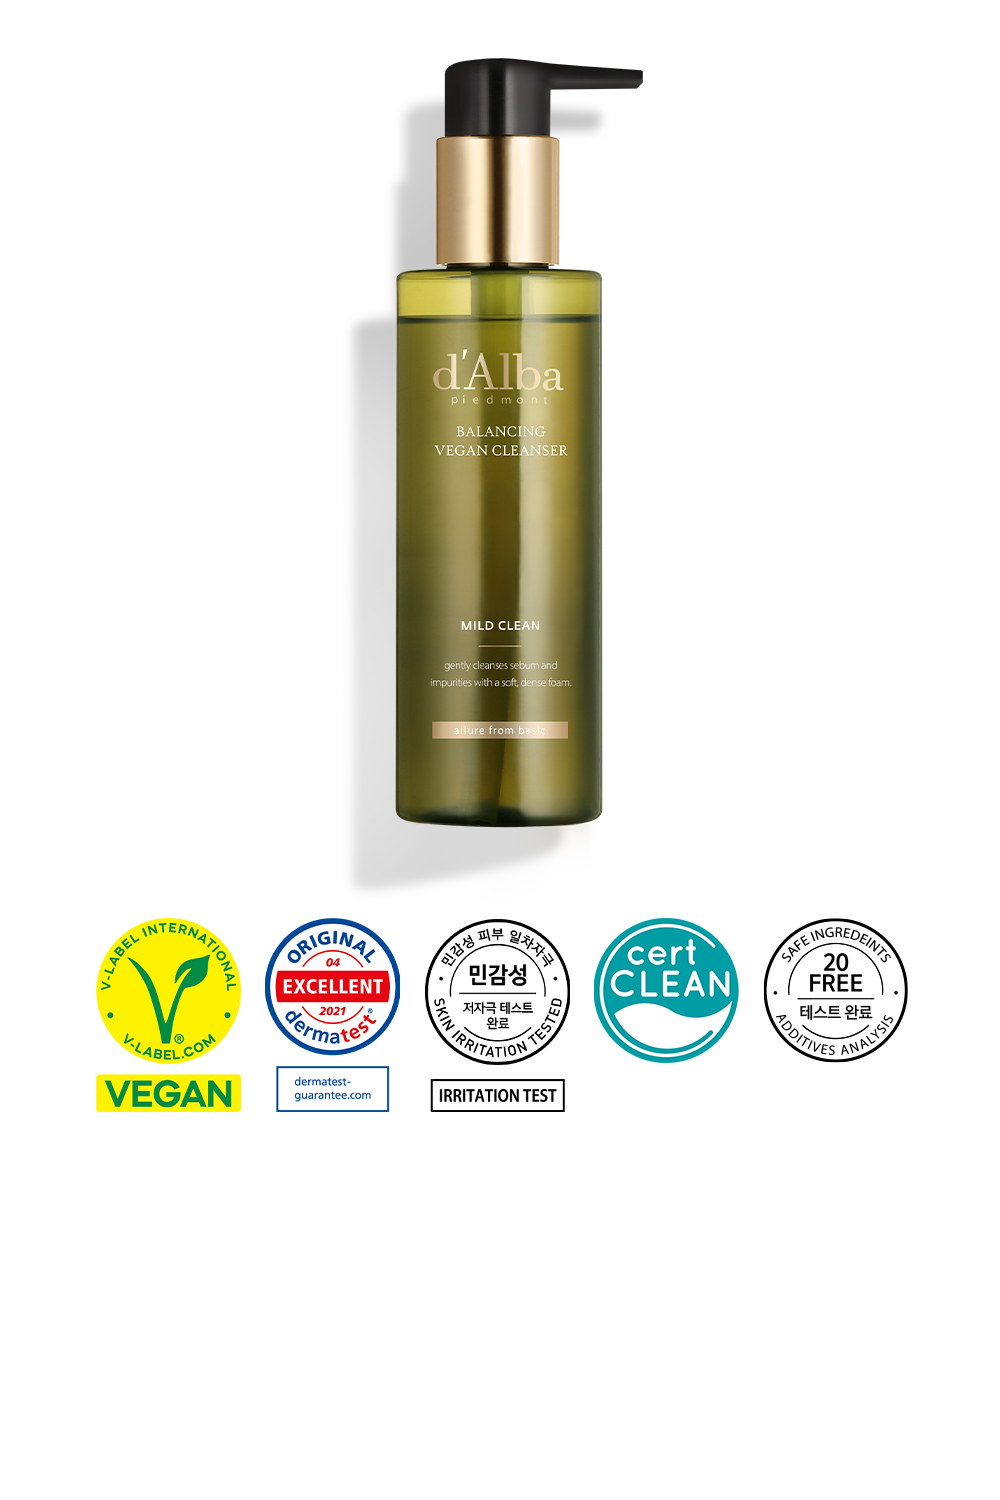 d'Alba
piedmont
BALANCING
VEGAN CLEANSER
MILD CLEAN
gently cleanses sebum and
impurities with a soft, dense foam.
allure from basic
V-LABEL INTERNATIONAL
V-LABEL.COM
®
VEGAN
ORIGINAL
04
EXCELLENT
2021
dermatest®
dermatest-
guarantee.com
민감성 피부 일차자극
민감성
저자극 테스트
완료
SKIN IRRITATION TESTED
IRRITATION TEST
cert
CLEAN
SAFE INGREDEINTS
20
FREE
테스트 완료
ADDITIVES ANALYSIS